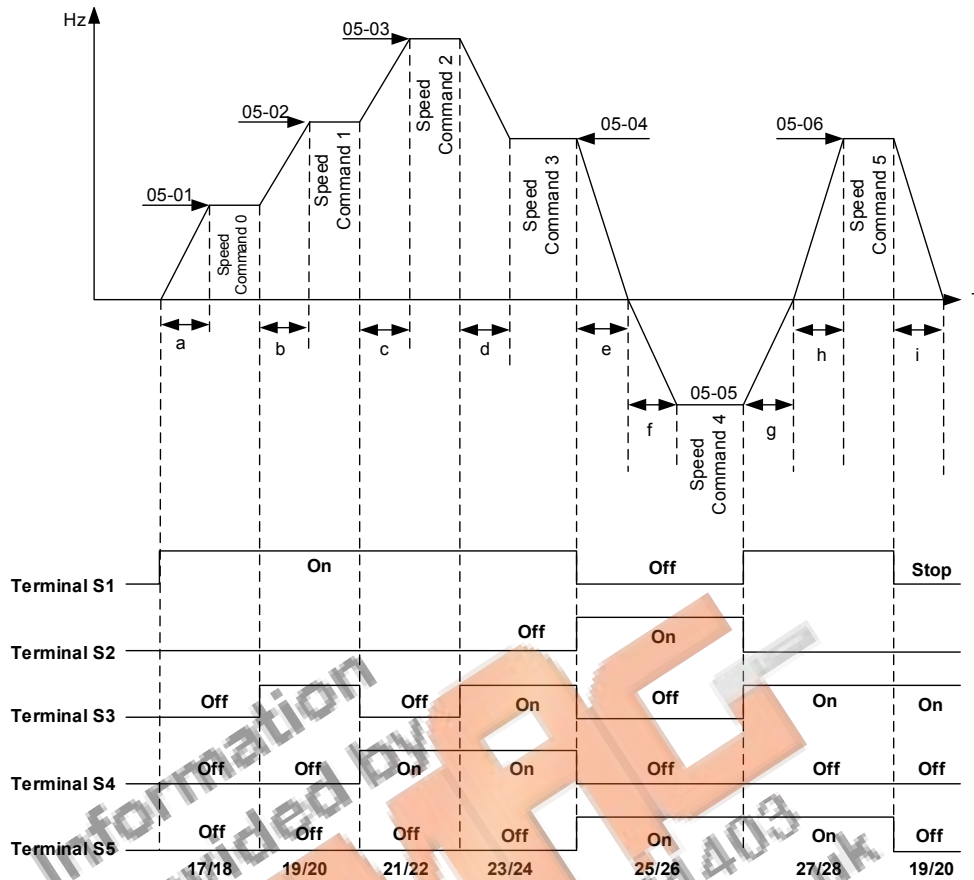 Hz
05-03
05-02
05-04
05-06
05-01
Speed
Command 0
Speed
Command 1
Speed
Command 2
Speed
Command 3
Speed
Command 5
a
b
c
d
e
h
i
05-05
f
g
Speed
Command 4
Terminal S1
On
Off
Stop
Terminal S2
Off
On
Terminal S3
Off
Off
On
Off
On
On
Terminal S4
Off
Off
On
On
Off
Off
Off
Terminal S5
Off
Off
Off
Off
On
On
Off
17/18
19/20
21/22
23/24
25/26
27/28
19/20
Information
1403
uk